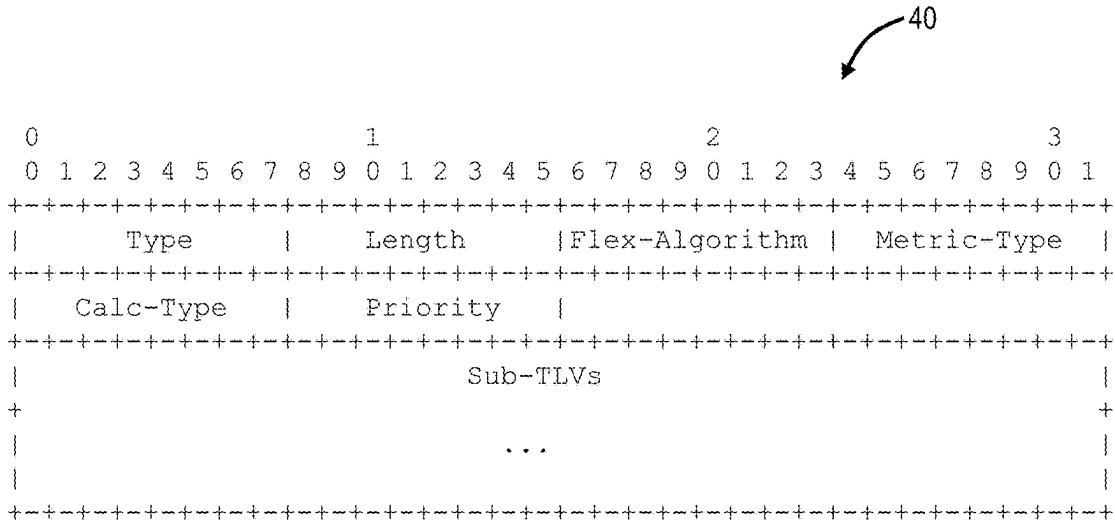 40
0 1 2 3
0 1 2 3 4 5 6 7 8 9 0 1 2 3 4 5 6 7 8 9 0 1 2 3 4 5 6 7 8 9 0 1
+-+-+-+-+-+-+-+-+-+-+-+-+-+-+-+-+-+-+-+-+-+-+-+-+-+-+-+-+-+-+-+-+
| Type | Length |Flex-Algorithm | Metric-Type |
+-+-+-+-+-+-+-+-+-+-+-+-+-+-+-+-+-+-+-+-+-+-+-+-+-+-+-+-+-+-+-+-+
| Calc-Type | Priority |
+-+-+-+-+-+-+-+-+-+-+-+-+-+-+-+-+-+-+-+-+-+-+-+-+-+-+-+-+-+-+-+-+
| Sub-TLVs |
+ +
| ... |
| |
+-+-+-+-+-+-+-+-+-+-+-+-+-+-+-+-+-+-+-+-+-+-+-+-+-+-+-+-+-+-+-+-+